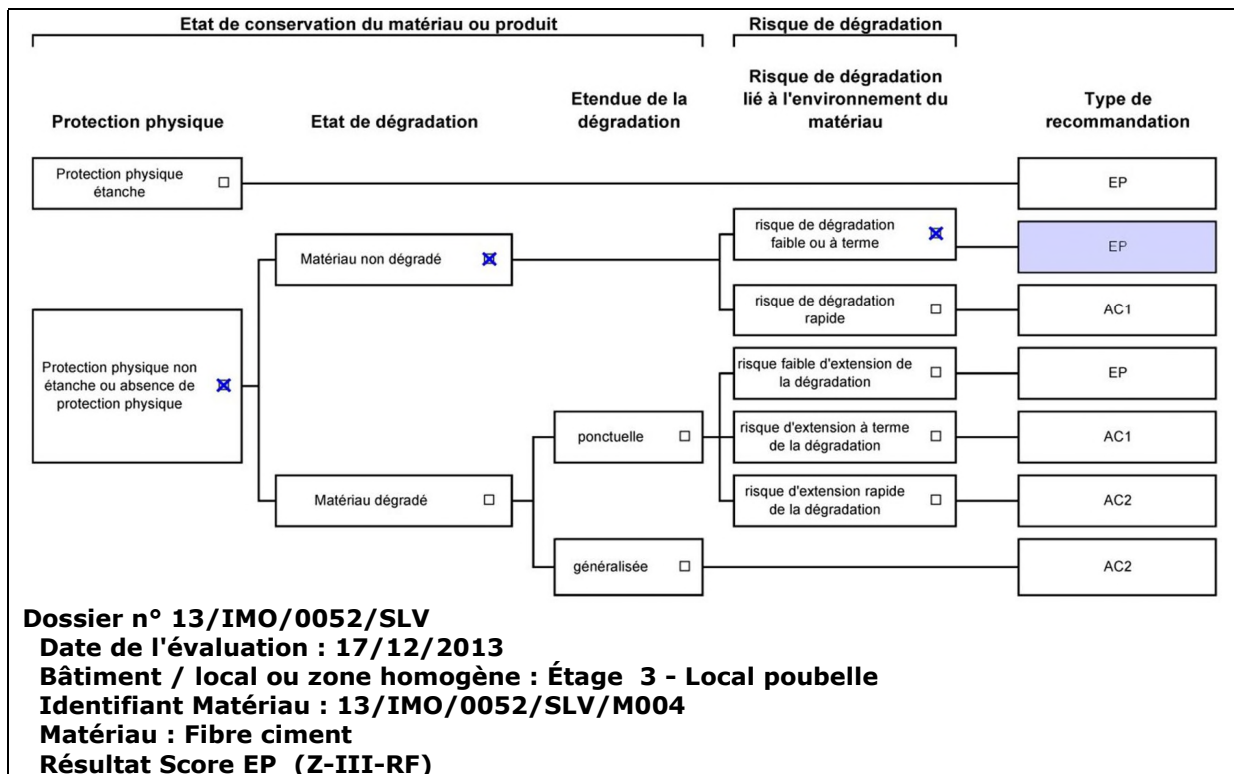 Etat de conservation du matériau ou produit
Risque de dégradation
Protection physique
Etat de dégradation
Etendue de la
dégradation
Risque de dégradation
lié à l'environnement du
matériau
Type de
recommandation
Protection physique
étanche
EP
Protection physique non
étanche ou absence de
protection physique
Matériau non dégradé
risque de dégradation
faible ou à terme
EP
risque de dégradation
rapide
AC1
Matériau dégradé
ponctuelle
risque faible d'extension de
la dégradation
EP
risque d'extension à terme
de la dégradation
AC1
risque d'extension rapide
de la dégradation
AC2
généralisée
AC2
Dossier n° 13/IMO/0052/SLV
Date de l'évaluation : 17/12/2013
Bâtiment / local ou zone homogène : Étage 3 - Local poubelle
Identifiant Matériau : 13/IMO/0052/SLV/M004
Matériau : Fibre ciment
Résultat Score EP (Z-III-RF)